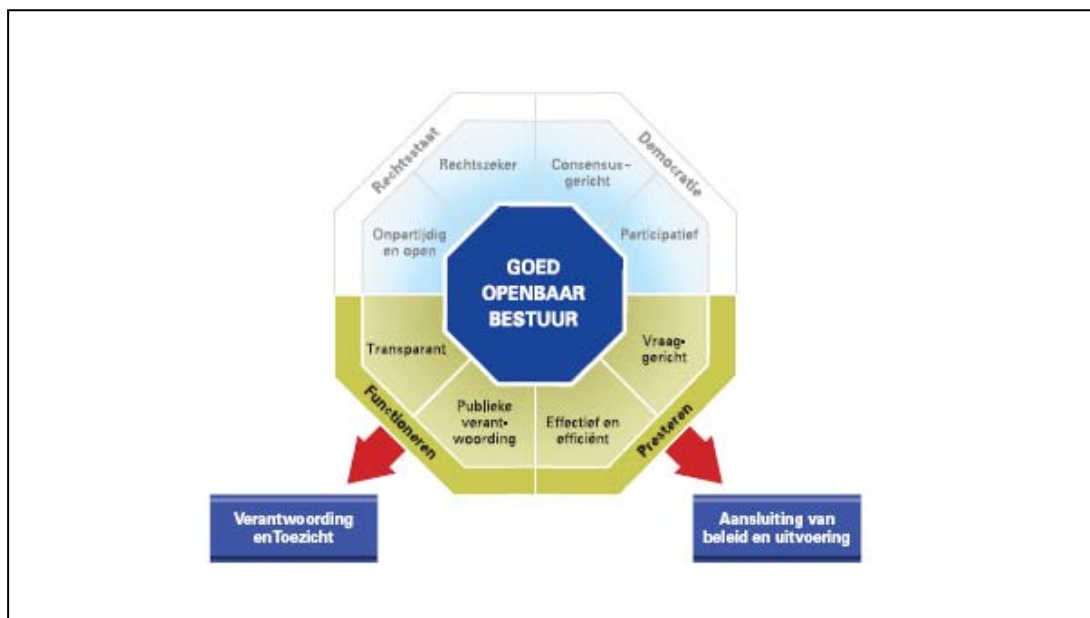 Rechtsstaat
Democratie
Rechtszeker
Consensus-
gericht
Onpartijdig
en open
Participatief
GOED
OPENBAAR
BESTUUR
Transparant
Vraag-
gericht
Publieke
verant-
woording
Effectief en
efficiënt
Functioneren
Presteren
Verantwoording
enToezicht
Aansluiting van
beleid en uitvoering